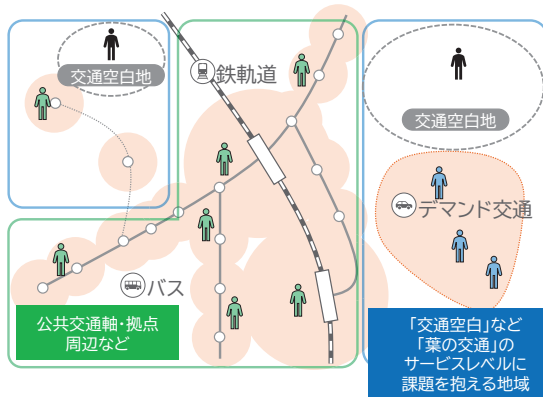 交通空白地
鉄軌道
交通空白地
デマンド交通
バス
公共交通軸・拠点
周辺など
「交通空白」など
「葉の交通」の
サービスレベルに
課題を抱える地域